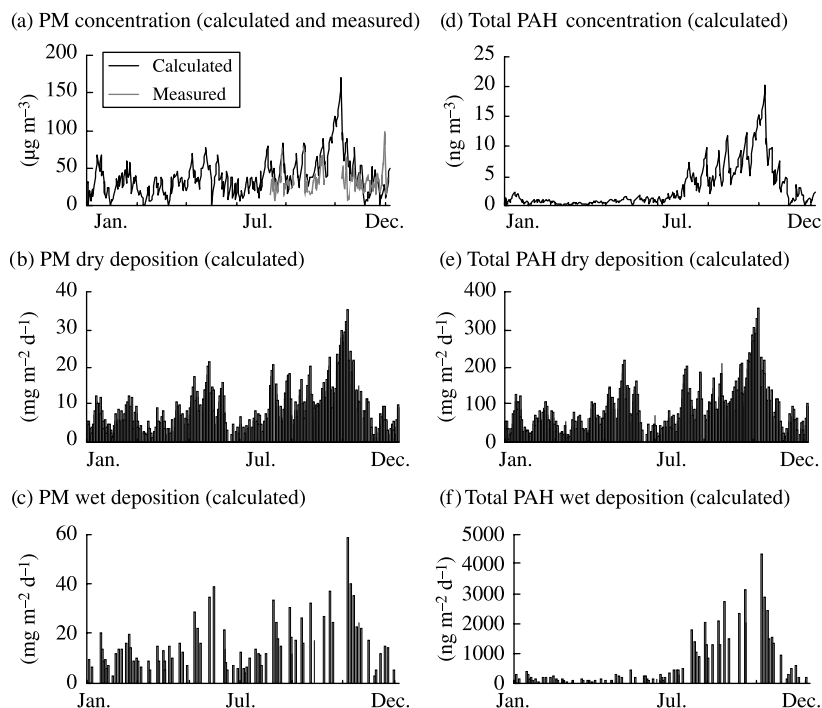 (a) PM concentration (calculated and measured)
200
150
100
50
0
(µg m⁻³)
Calculated
Measured
Jan.
Jul.
Dec.
(d) Total PAH concentration (calculated)
25
20
15
10
5
0
(ng m⁻³)
Jan.
Jul.
Dec
(b) PM dry deposition (calculated)
40
30
20
10
0
(mg m⁻² d⁻¹)
Jan.
Jul.
Dec.
(e) Total PAH dry deposition (calculated)
400
300
200
100
0
(mg m⁻² d⁻¹)
Jan.
Jul.
Dec.
(c) PM wet deposition (calculated)
60
40
20
0
(mg m⁻² d⁻¹)
Jan.
Jul.
Dec.
(f) Total PAH wet deposition (calculated)
5000
4000
3000
2000
1000
0
(ng m⁻² d⁻¹)
Jan.
Jul.
Dec.